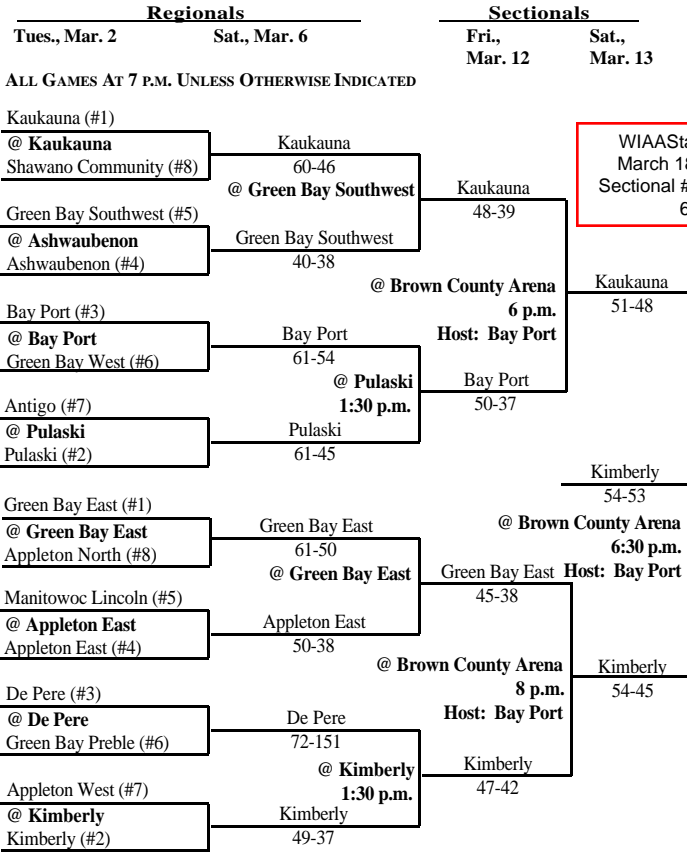 Regionals
Sectionals
Tues., Mar. 2
Sat., Mar. 6
Fri., Mar. 12
Sat., Mar. 13
ALL GAMES AT 7 P.M. UNLESS OTHERWISE INDICATED
Kaukauna (#1)
@ Kaukauna
Shawano Community (#8)
Kaukauna
60-46
@ Green Bay Southwest
Green Bay Southwest (#5)
@ Ashwaubenon
Ashwaubenon (#4)
Green Bay Southwest
40-38
Kaukauna
48-39
WIAASta
March 18
Sectional #
6
@ Brown County Arena
6 p.m.
Host: Bay Port
Kaukauna
51-48
Bay Port (#3)
@ Bay Port
Green Bay West (#6)
Bay Port
61-54
@ Pulaski
1:30 p.m.
Bay Port
50-37
Antigo (#7)
@ Pulaski
Pulaski (#2)
Pulaski
61-45
Kimberly
54-53
@ Brown County Arena
6:30 p.m.
Host: Bay Port
Green Bay East (#1)
@ Green Bay East
Appleton North (#8)
Green Bay East
61-50
@ Green Bay East
Green Bay East
45-38
Manitowoc Lincoln (#5)
@ Appleton East
Appleton East (#4)
Appleton East
50-38
@ Brown County Arena
8 p.m.
Host: Bay Port
Kimberly
54-45
De Pere (#3)
@ De Pere
Green Bay Preble (#6)
De Pere
72-151
@ Kimberly
1:30 p.m.
Kimberly
47-42
Appleton West (#7)
@ Kimberly
Kimberly (#2)
Kimberly
49-37